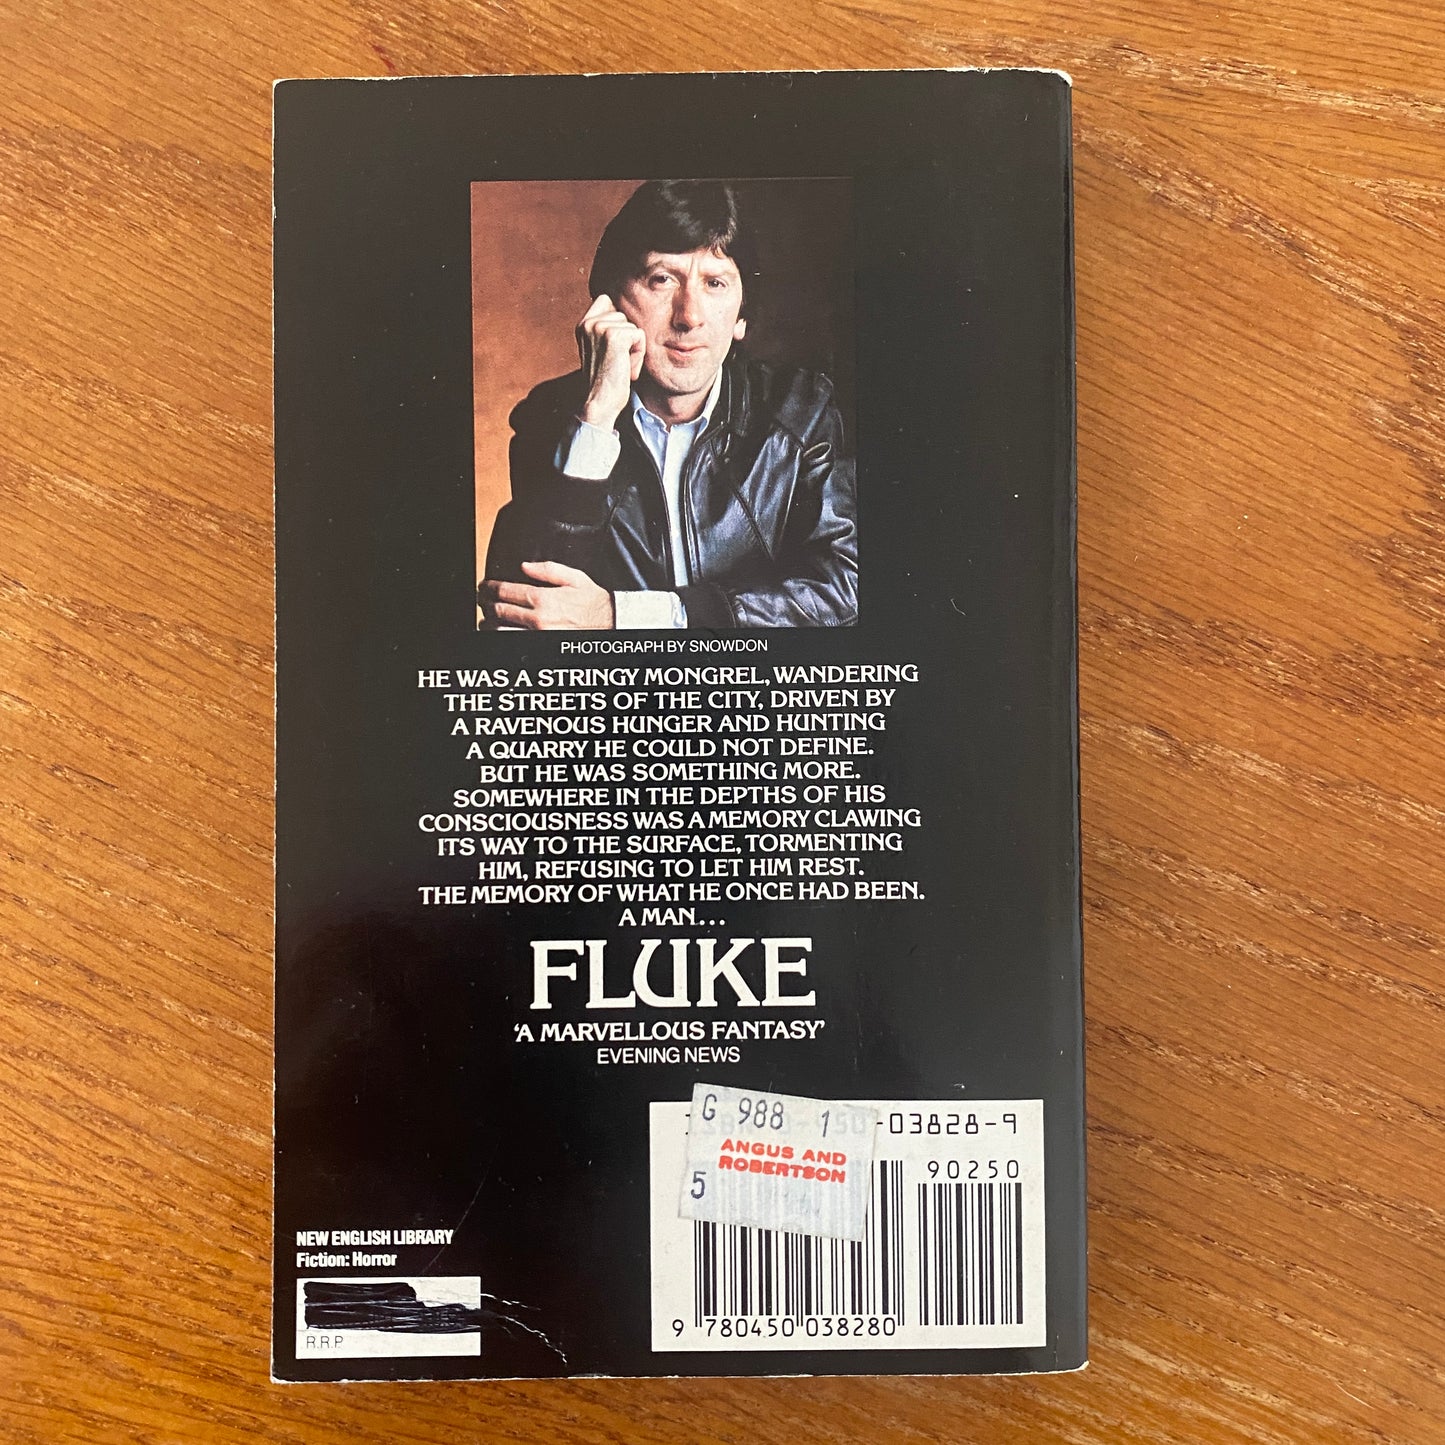 PHOTOGRAPH BY SNOWDON
HE WAS A STRINGY MONGREL, WANDERING
THE STREETS OF THE CITY, DRIVEN BY
A RAVENOUS HUNGER AND HUNTING
A QUARRY HE COULD NOT DEFINE.
BUT HE WAS SOMETHING MORE.
SOMEWHERE IN THE DEPTHS OF HIS
CONSCIOUSNESS WAS A MEMORY CLAWING
ITS WAY TO THE SURFACE, TORMENTING
HIM, REFUSING TO LET HIM REST.
THE MEMORY OF WHAT HE ONCE HAD BEEN.
A MAN...
FLUKE
'A MARVELLOUS FANTASY'
EVENING NEWS
G 988 1
ANGUS AND
ROBERTSON
5
-03828-9
90250
9 780450 038280
NEW ENGLISH LIBRARY
Fiction: Horror
R.R.P.